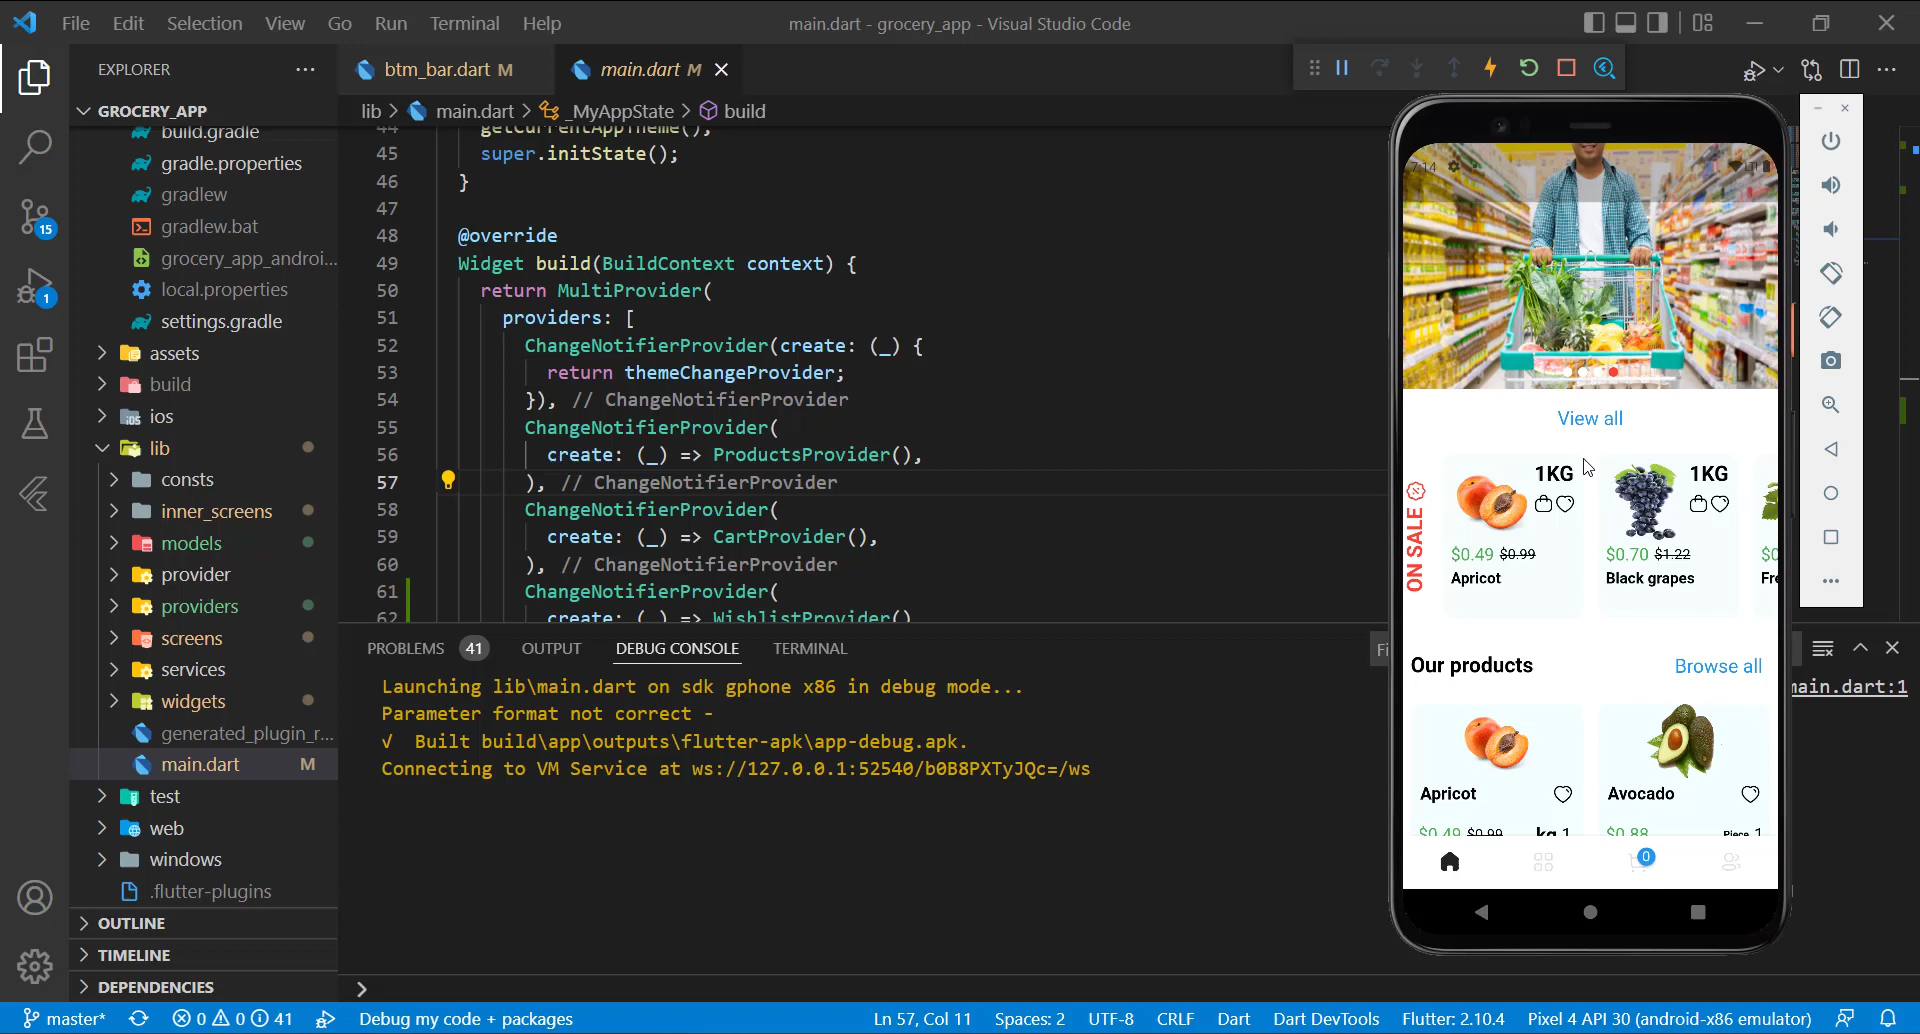 File Edit Selection View Go Run Terminal Help
main.dart - grocery_app - Visual Studio Code
EXPLORER
GROCERY_APP
build.gradle
gradle.properties
gradlew
gradlew.bat
grocery_app_androi...
local.properties
settings.gradle
assets
build
ios
lib
consts
inner_screens
models
provider
providers
screens
services
widgets
generated_plugin_r...
main.dart M
test
web
windows
.flutter-plugins
OUTLINE
TIMELINE
DEPENDENCIES
15
1
btm_bar.dart M
main.dart M
lib > main.dart > _MyAppState > build
44 getCurrentAppTheme();
45 super.initState();
46 }
47
48 @override
49 Widget build(BuildContext context) {
50 return MultiProvider(
51 providers: [
52 ChangeNotifierProvider(create: (_) {
53 return themeChangeProvider;
54 }), // ChangeNotifierProvider
55 ChangeNotifierProvider(
56 create: (_) => ProductsProvider(),
57 ), // ChangeNotifierProvider
58 ChangeNotifierProvider(
59 create: (_) => CartProvider(),
60 ), // ChangeNotifierProvider
61 ChangeNotifierProvider(
62 create: (_) => WishlistProvider()
PROBLEMS 41 OUTPUT DEBUG CONSOLE TERMINAL
Fi
Launching lib\main.dart on sdk gphone x86 in debug mode...
main.dart:1
Parameter format not correct -
√ Built build\app\outputs\flutter-apk\app-debug.apk.
Connecting to VM Service at ws://127.0.0.1:52540/b0B8PXTyJQc=/ws
7:14
View all
ON SALE
1KG
$0.49 $0.99
Apricot
1KG
$0.70 $1.22
Black grapes
$0
Fre
Our products
Browse all
Apricot
$0.49 $0.99 kg 1
Avocado
$0.88 Piece 1
0
master* 0 0 41 Debug my code + packages
Ln 57, Col 11 Spaces: 2 UTF-8 CRLF Dart Dart DevTools Flutter: 2.10.4 Pixel 4 API 30 (android-x86 emulator)